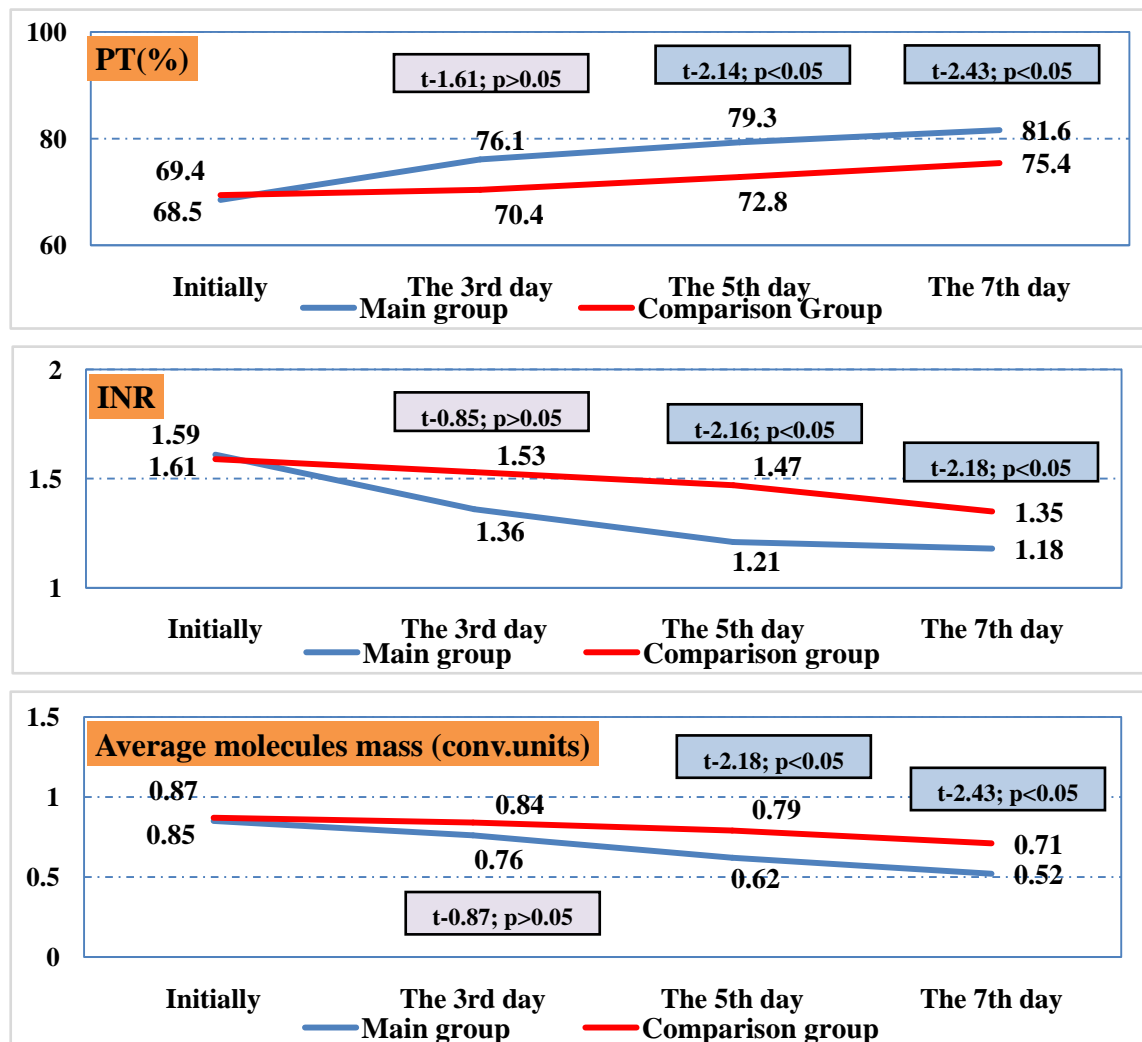 100
PT(%)
t-1.61; p>0.05
t-2.14; p<0.05
t-2.43; p<0.05
80
69.4
76.1
79.3
81.6
68.5
70.4
72.8
75.4
60
Initially
The 3rd day
The 5th day
The 7th day
Main group
Comparison Group
2
INR
t-0.85; p>0.05
t-2.16; p<0.05
t-2.18; p<0.05
1.59
1.53
1.47
1.61
1.5
1.35
1.36
1.21
1.18
1
Initially
The 3rd day
The 5th day
The 7th day
Main group
Comparison group
1.5
Average molecules mass (conv.units)
t-2.18; p<0.05
t-2.43; p<0.05
1
0.87
0.84
0.79
0.85
0.76
0.62
0.71
0.52
0.5
t-0.87; p>0.05
0
Initially
The 3rd day
The 5th day
The 7th day
Main group
Comparison group